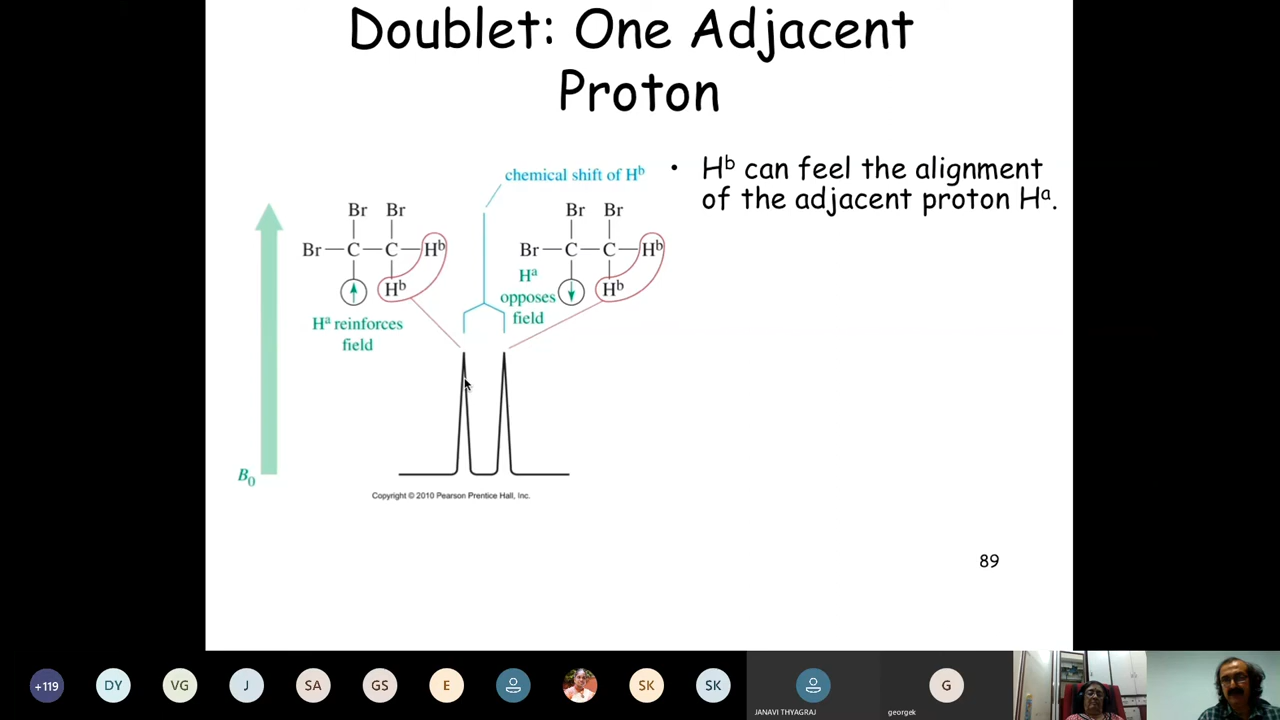 Doublet: One Adjacent
Proton
chemical shift of Hᵇ
• Hᵇ can feel the alignment
of the adjacent proton Hᵃ.
Br Br
Br—C—C—Hᵇ
Hᵇ
Hᵃ reinforces
field
Br Br
Br—C—C—Hᵇ
Hᵃ
opposes
field
Hᵇ
B₀
Copyright © 2010 Pearson Prentice Hall, Inc.
89
+119 DY VG J SA GS E SK SK G
JANAVI THYAGRAJ georgek